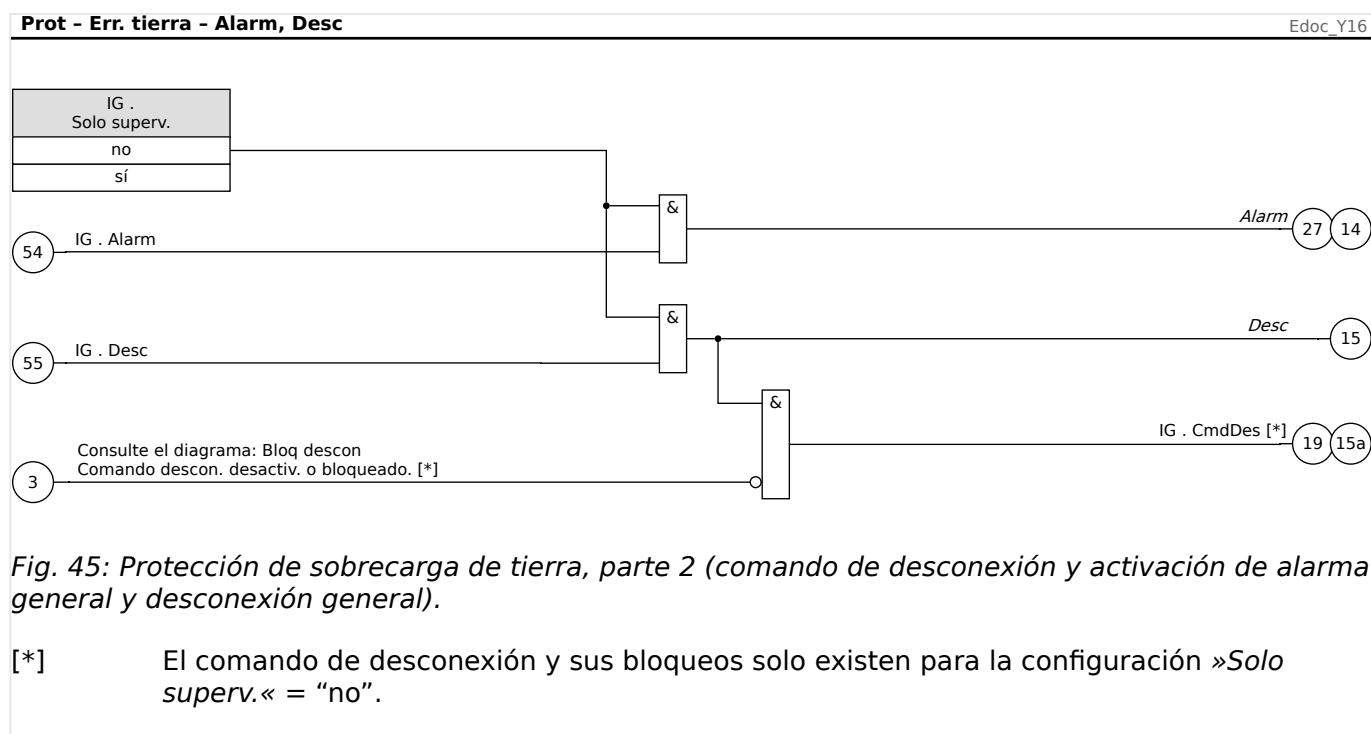 Prot – Err. tierra – Alarm, Desc
Edoc_Y16
IG .
Solo superv.
no
sí
&
Alarm
27
14
54
IG . Alarm
&
Desc
15
55
IG . Desc
&
IG . CmdDes [*]
19
15a
Consulte el diagrama: Bloq descon
Comando descon. desactiv. o bloqueado. [*]
3
Fig. 45: Protección de sobrecarga de tierra, parte 2 (comando de desconexión y activación de alarma
general y desconexión general).
[*] El comando de desconexión y sus bloqueos solo existen para la configuración »Solo
superv.« = “no”.